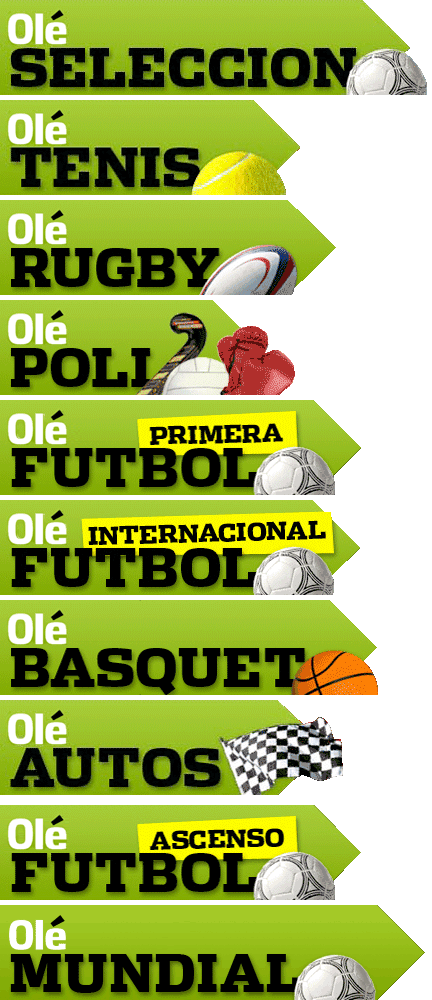 Olé
SELECCION
Olé
TENIS
Olé
RUGBY
Olé
POLI
Olé
PRIMERA
FUTBOL
Olé
INTERNACIONAL
FUTBOL
Olé
BASQUET
Olé
AUTOS
Olé
ASCENSO
FUTBOL
Olé
MUNDIAL